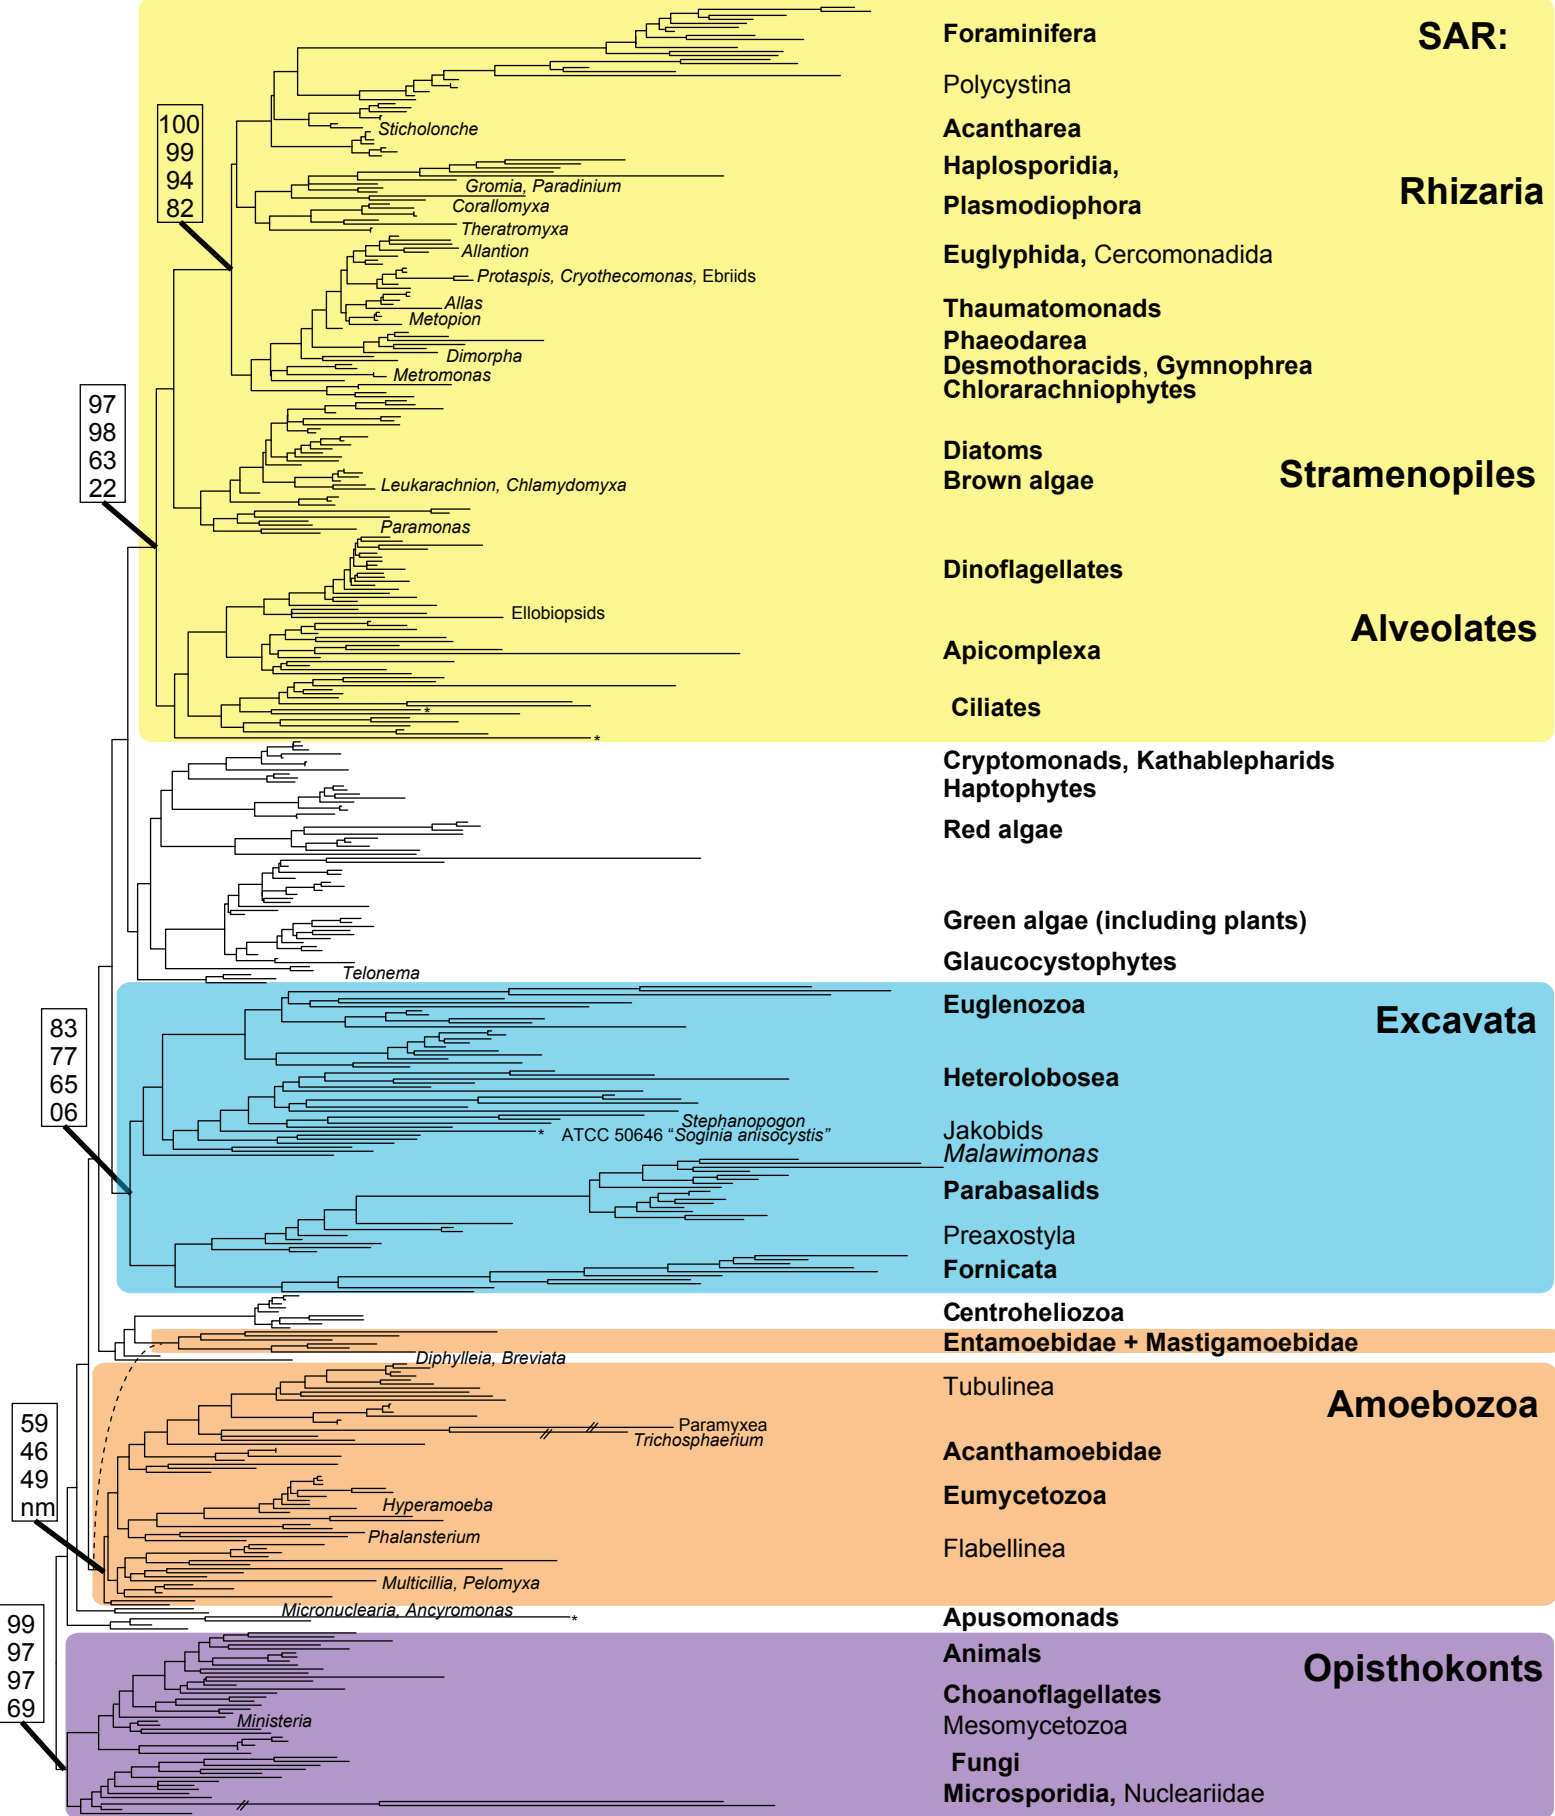 Foraminifera
SAR:
Polycystina
100
99
94
82
Sticholonche
Acantharea
Haplosporidia,
Gromia, Paradinium
Rhizaria
Corallomyxa
Plasmodiophora
Theratromyxa
Allantion
Euglyphida, Cercomonadida
Protaspis, Cryothecomonas, Ebriids
Allas
Thaumatomonads
Metopion
Phaeodarea
Dimorpha
Desmothoracids, Gymnophrea
Metromonas
Chlorarachniophytes
97
98
63
22
Diatoms
Stramenopiles
Brown algae
Leukarachnion, Chlamydomyxa
Paramonas
Dinoflagellates
Ellobiopsids
Alveolates
Apicomplexa
Ciliates
*
*
Cryptomonads, Kathablepharids
Haptophytes
Red algae
Green algae (including plants)
Glaucocystophytes
Telonema
Euglenozoa
Excavata
83
77
65
06
Heterolobosea
Stephanopogon
* ATCC 50646 “Soginia anisocystis”
Jakobids
Malawimonas
Parabasalids
Preaxostyla
Fornicata
Centroheliozoa
Entamoebidae + Mastigamoebidae
Diphylleia, Breviata
Tubulinea
Amoebozoa
59
46
49
nm
Paramyxea
Trichosphaerium
Acanthamoebidae
Eumycetozoa
Hyperamoeba
Phalansterium
Flabellinea
Multicillia, Pelomyxa
Micronuclearia, Ancyromonas
*
Apusomonads
99
97
97
69
Animals
Opisthokonts
Choanoflagellates
Ministeria
Mesomycetozoa
Fungi
Microsporidia, Nucleariidae